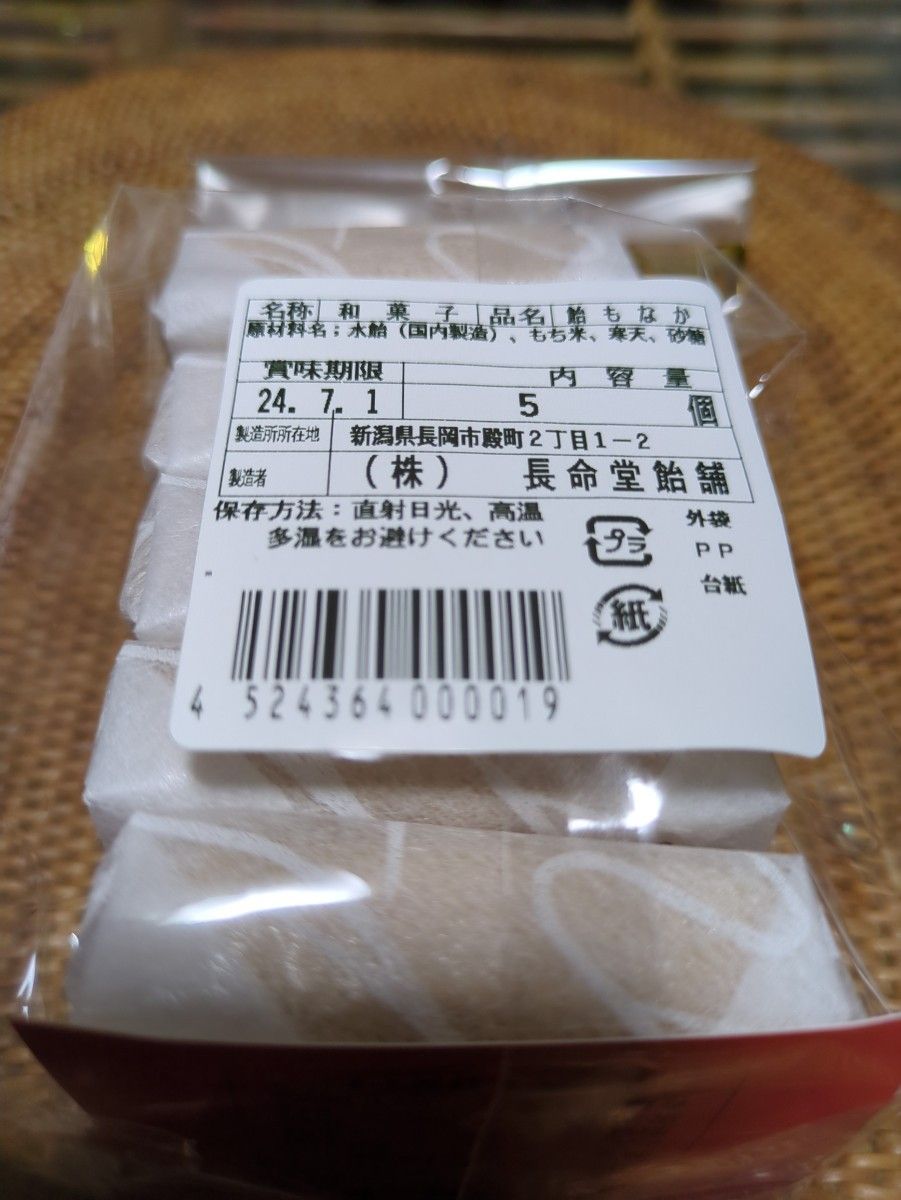 名称 和菓子 品名 飴もなか
原材料名：水飴（国内製造）、もち米、寒天、砂糖
賞味期限 内容量
24. 7. 1 5 個
製造所所在地 新潟県長岡市殿町２丁目１－２
製造者 （株） 長命堂飴舗
保存方法：直射日光、高温
多湿をお避けください
プラ 外袋
ＰＰ
紙 台紙
4 524364 000019